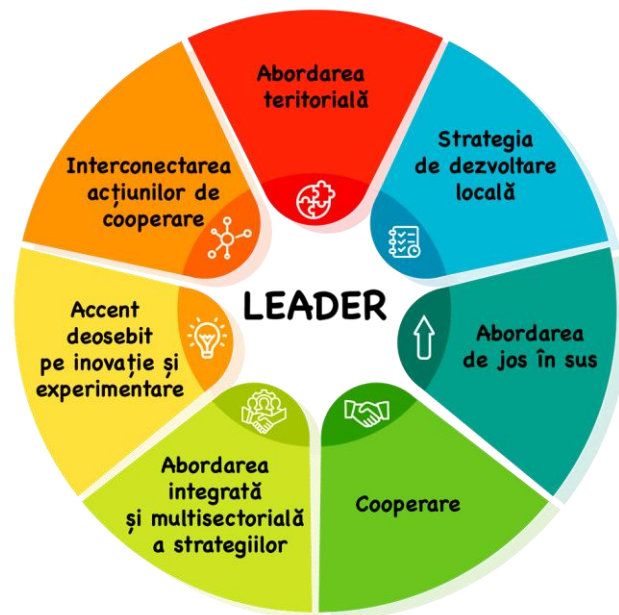 Abordarea
teritorială
Strategia
de dezvoltare
locală
Abordarea
de jos în sus
Cooperare
Abordarea
integrată
și multisectorială
a strategiilor
Accent
deosebit
pe inovație și
experimentare
Interconectarea
acțiunilor de
cooperare
LEADER